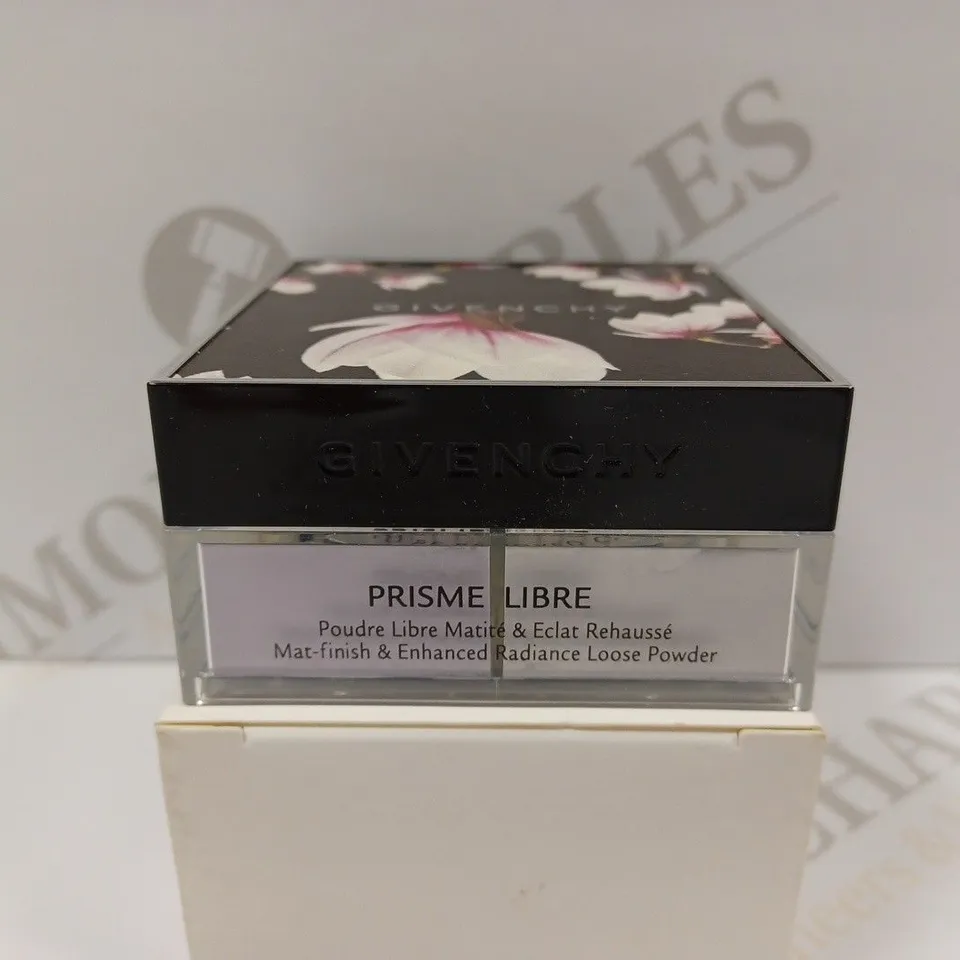 GIVENCHY
GIVENCHY
PRISME LIBRE
Poudre Libre Matité & Eclat Rehaussé
Mat-finish & Enhanced Radiance Loose Powder